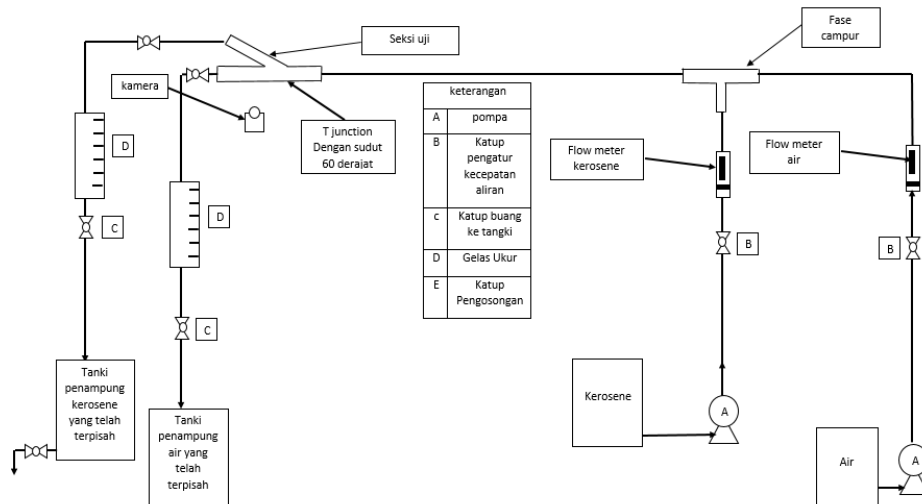 Fase
campur
Seksi uji
kamera
keterangan
A pompa
B Katup
pengatur
kecepatan
aliran
c Katup buang
ke tangki
D Gelas Ukur
E Katup
Pengosongan
T junction
Dengan sudut
60 derajat
Flow meter
kerosene
Flow meter
air
D
D
C
C
B
B
Tanki
penampung
kerosene
yang telah
terpisah
Tanki
penampung
air yang
telah
terpisah
Kerosene
A
Air
A